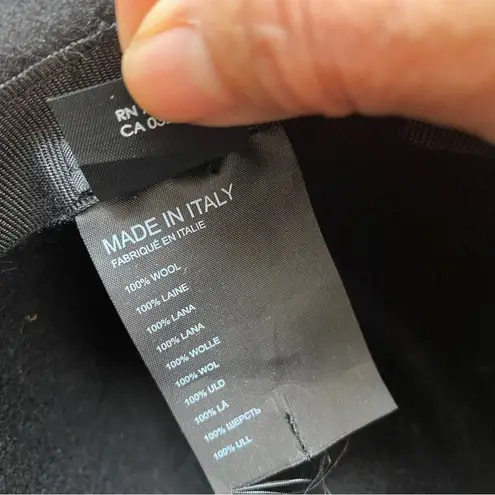 RN
CA
MADE IN ITALY
FABRIQUÉ EN ITALIE
100% WOOL
100% LAINE
100% LANA
100% LANA
100% WOLLE
100% WOL
100% ULD
100% LÃ
100% ШЕРСТЬ
100% ULL